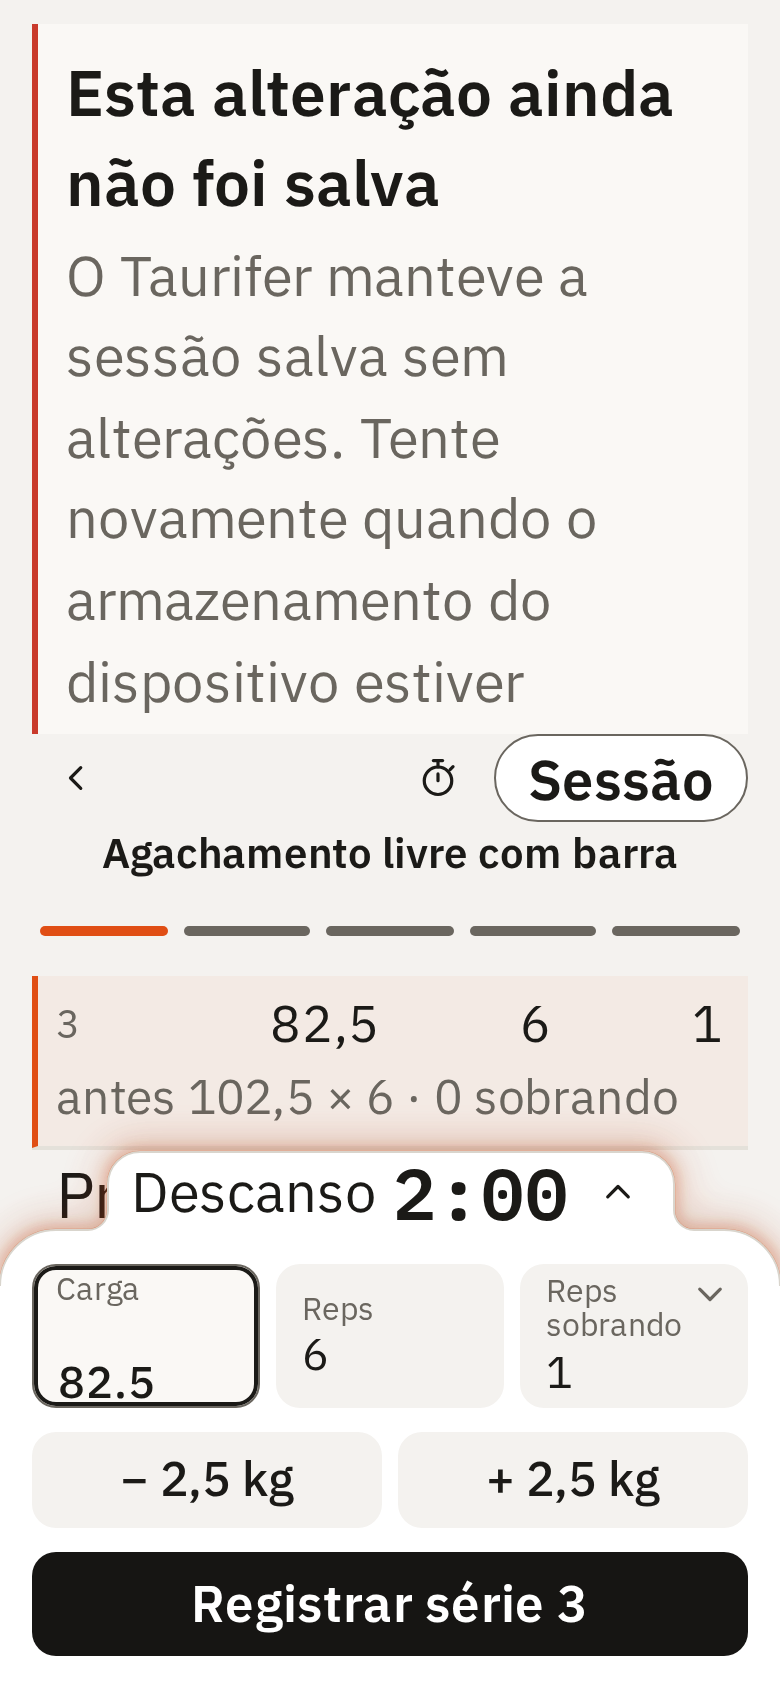 Esta alteração ainda
não foi salva
O Taurifer manteve a
sessão salva sem
alterações. Tente
novamente quando o
armazenamento do
dispositivo estiver
Sessão
Agachamento livre com barra
3 82,5 6 1
antes 102,5 × 6 · 0 sobrando
Descanso 2:00
Carga
82.5
Reps
6
Reps
sobrando
1
− 2,5 kg
+ 2,5 kg
Registrar série 3